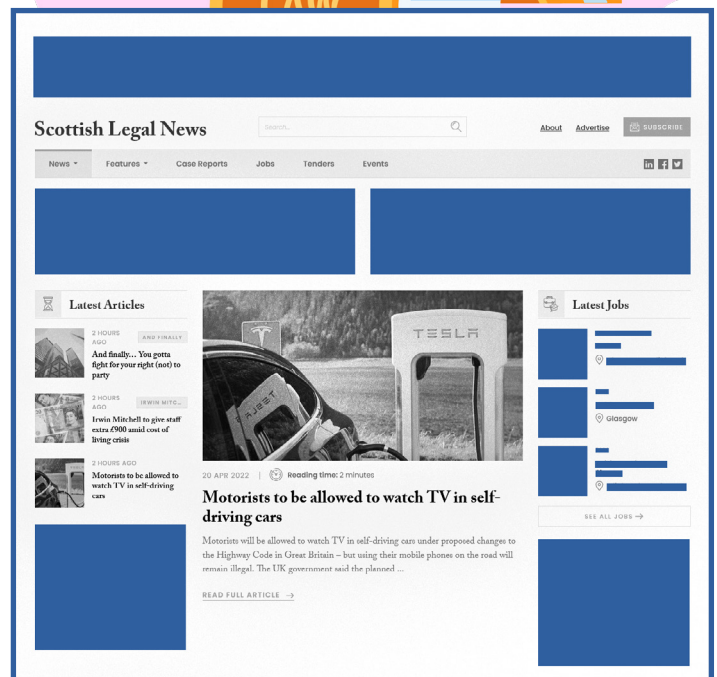 LAW
Scottish Legal News
Search...
About
Advertise
SUBSCRIBE
News
Features
Case Reports
Jobs
Tenders
Events
in f
Latest Articles
2 HOURS
AGO
AND FINALLY
And finally... You gotta
fight for your right (not) to
party
2 HOURS
AGO
IRWIN MITC...
Irwin Mitchell to give staff
extra £900 amid cost of
living crisis
2 HOURS AGO
Motorists to be allowed to
watch TV in self-driving
cars
TESLA
TESLA
20 APR 2022 | Reading time: 2 minutes
Motorists to be allowed to watch TV in self-
driving cars
Motorists will be allowed to watch TV in self-driving cars under proposed changes to
the Highway Code in Great Britain – but using their mobile phones on the road will
remain illegal. The UK government said the planned ...
READ FULL ARTICLE →
Latest Jobs
Glasgow
SEE ALL JOBS →